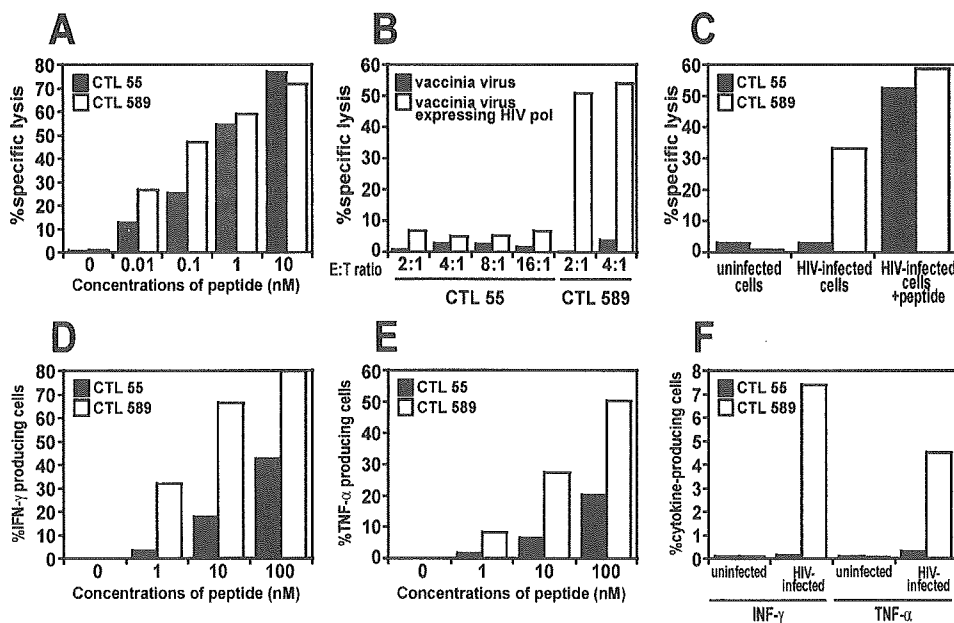 A
%specific lysis
80
70
60
50
40
30
20
10
0
CTL 55
CTL 589
0 0.01 0.1 1 10
Concentrations of peptide (nM)
B
%specific lysis
60
50
40
30
20
10
0
vaccinia virus
vaccinia virus
expressing HIV pol
E:T ratio 2:1 4:1 8:1 16:1 2:1 4:1
CTL 55 CTL 589
C
%specific lysis
60
50
40
30
20
10
0
CTL 55
CTL 589
uninfected
cells
HIV-infected
cells
HIV-infected
cells
+peptide
D
%IFN-γ producing cells
80
70
60
50
40
30
20
10
0
CTL 55
CTL 589
0 1 10 100
Concentrations of peptide (nM)
E
%TNF-α producing cells
60
50
40
30
20
10
0
CTL 55
CTL 589
0 1 10 100
Concentrations of peptide (nM)
F
%cytokine-producing cells
8
7
6
5
4
3
2
1
0
CTL 55
CTL 589
uninfected
HIV-
infected
uninfected
HIV-
infected
INF-γ TNF-α